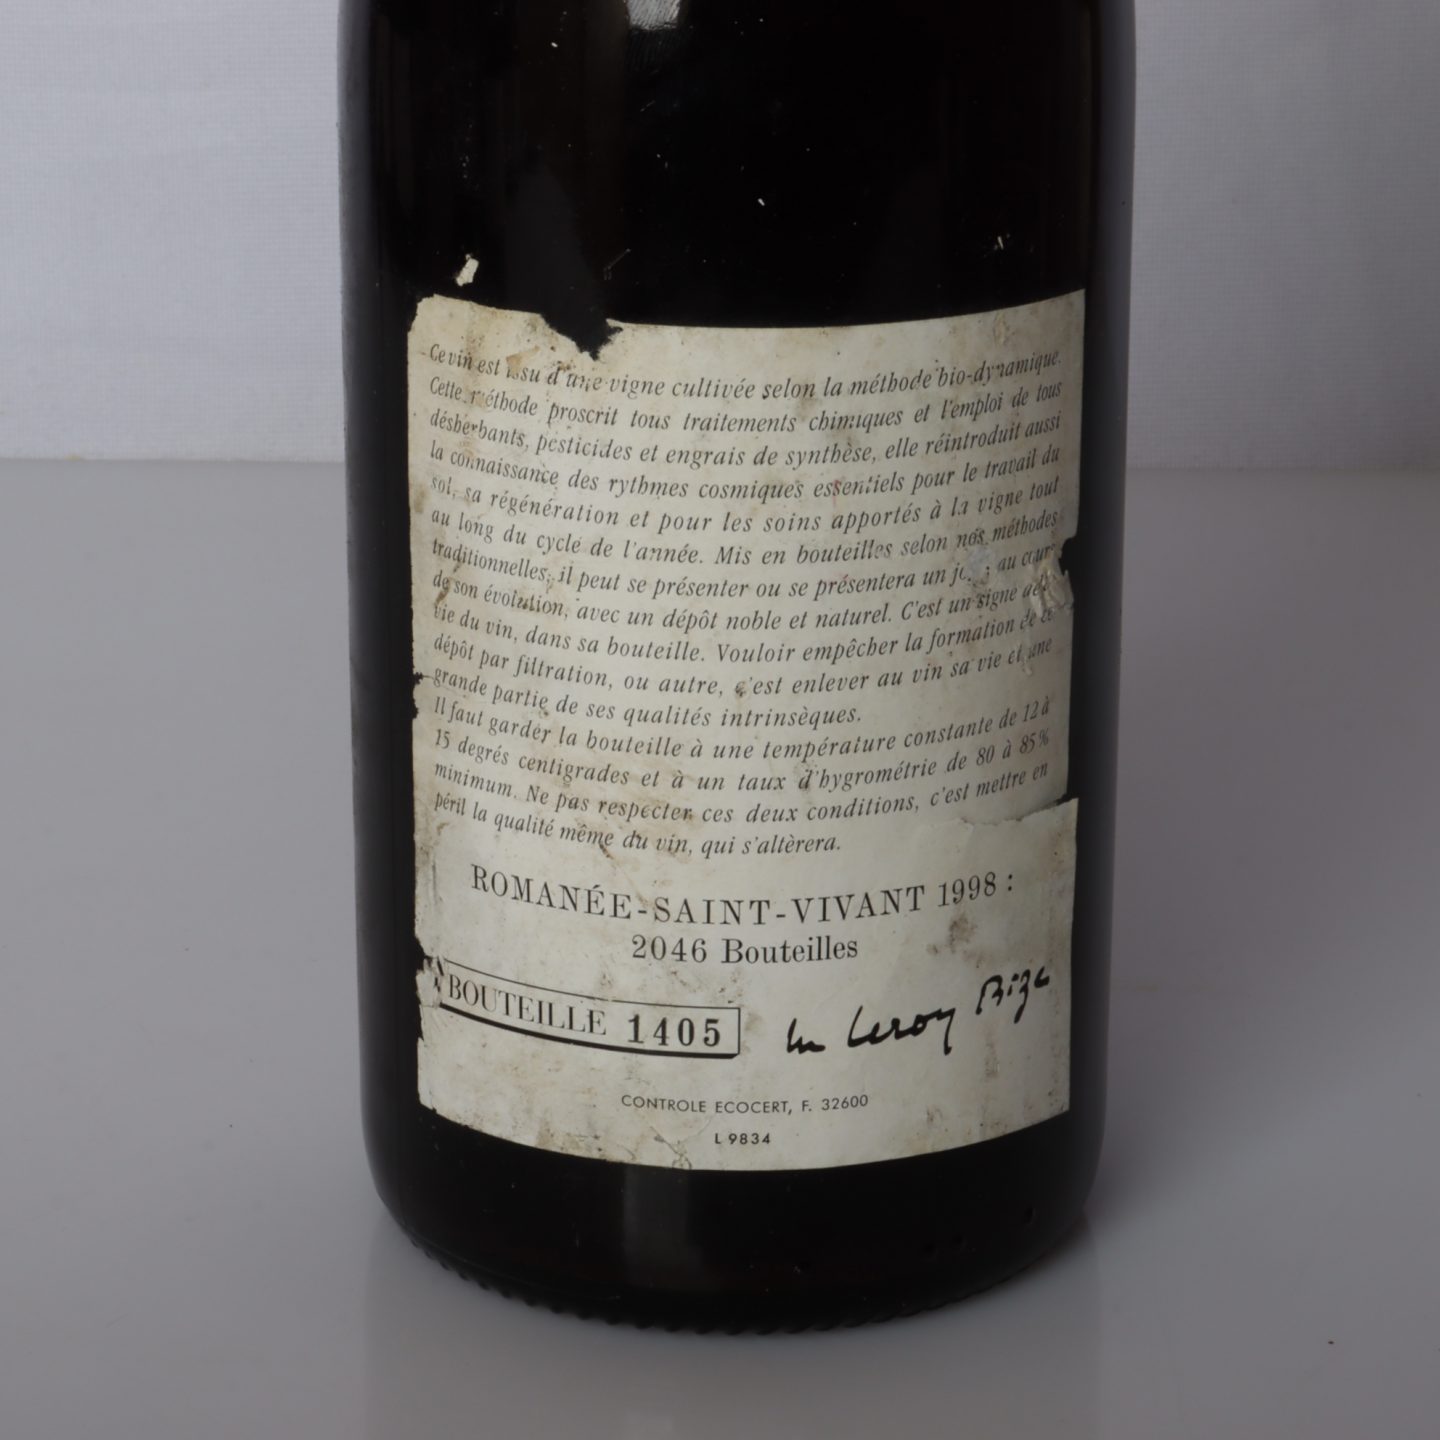 Ce vin est issu d'une vigne cultivée selon la méthode bio-dynamique.
Cette méthode proscrit tous traitements chimiques et l'emploi de tous
désherbants, pesticides et engrais de synthèse, elle réintroduit aussi
la connaissance des rythmes cosmiques essentiels pour le travail du
sol, sa régénération et pour les soins apportés à la vigne tout
au long du cycle de l'année. Mis en bouteilles selon nos méthodes
traditionnelles, il peut se présenter ou se présentera un jour au cours
de son évolution, avec un dépôt noble et naturel. C'est un signe de
vie du vin, dans sa bouteille. Vouloir empêcher la formation de ce
dépôt par filtration, ou autre, c'est enlever au vin sa vie et une
grande partie de ses qualités intrinsèques.
Il faut garder la bouteille à une température constante de 12 à
15 degrés centigrades et à un taux d'hygrométrie de 80 à 85%
minimum. Ne pas respecter ces deux conditions, c'est mettre en
péril la qualité même du vin, qui s'altèrera.
ROMANÉE-SAINT-VIVANT 1998 :
2046 Bouteilles
BOUTEILLE 1405
Leroy Bize
CONTROLE ECOCERT, F. 32600
L 9834